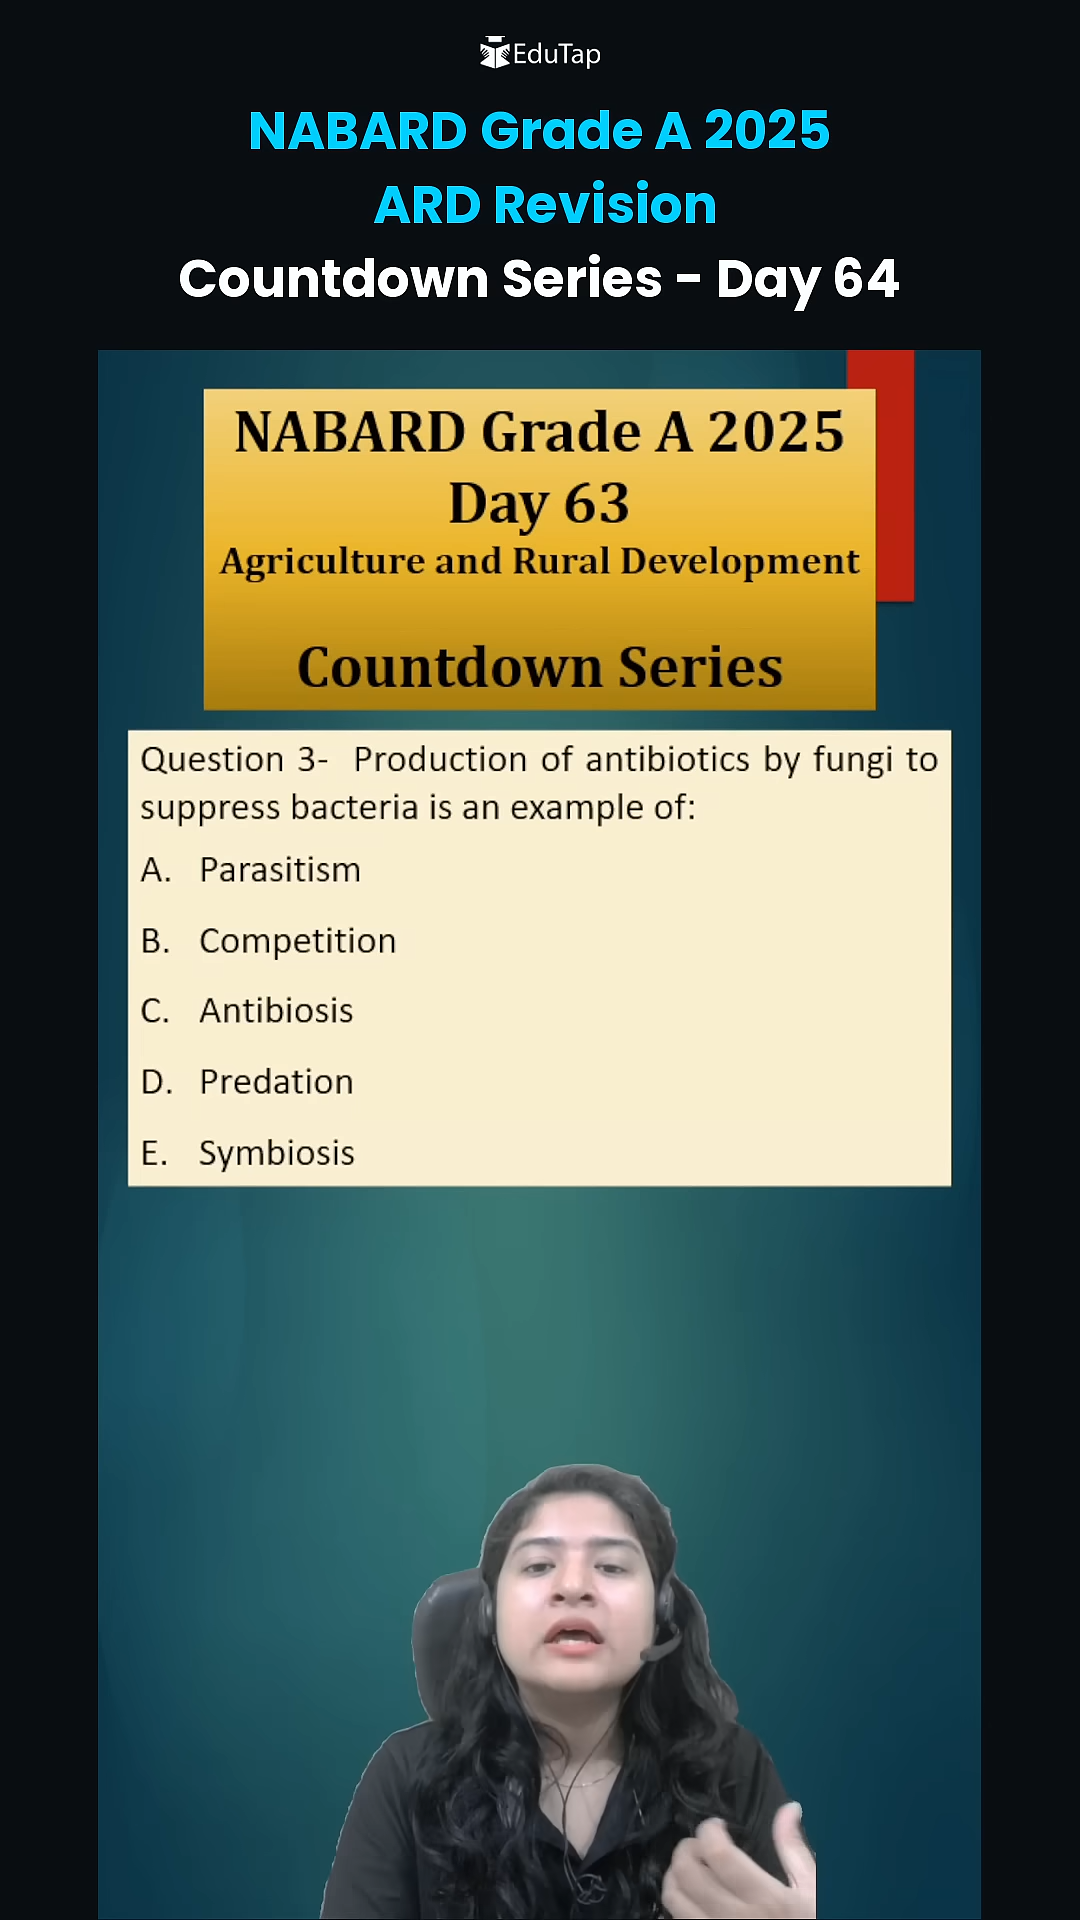 EduTap
NABARD Grade A 2025
ARD Revision
Countdown Series - Day 64
NABARD Grade A 2025
Day 63
Agriculture and Rural Development
Countdown Series
Question 3- Production of antibiotics by fungi to
suppress bacteria is an example of:
A. Parasitism
B. Competition
C. Antibiosis
D. Predation
E. Symbiosis